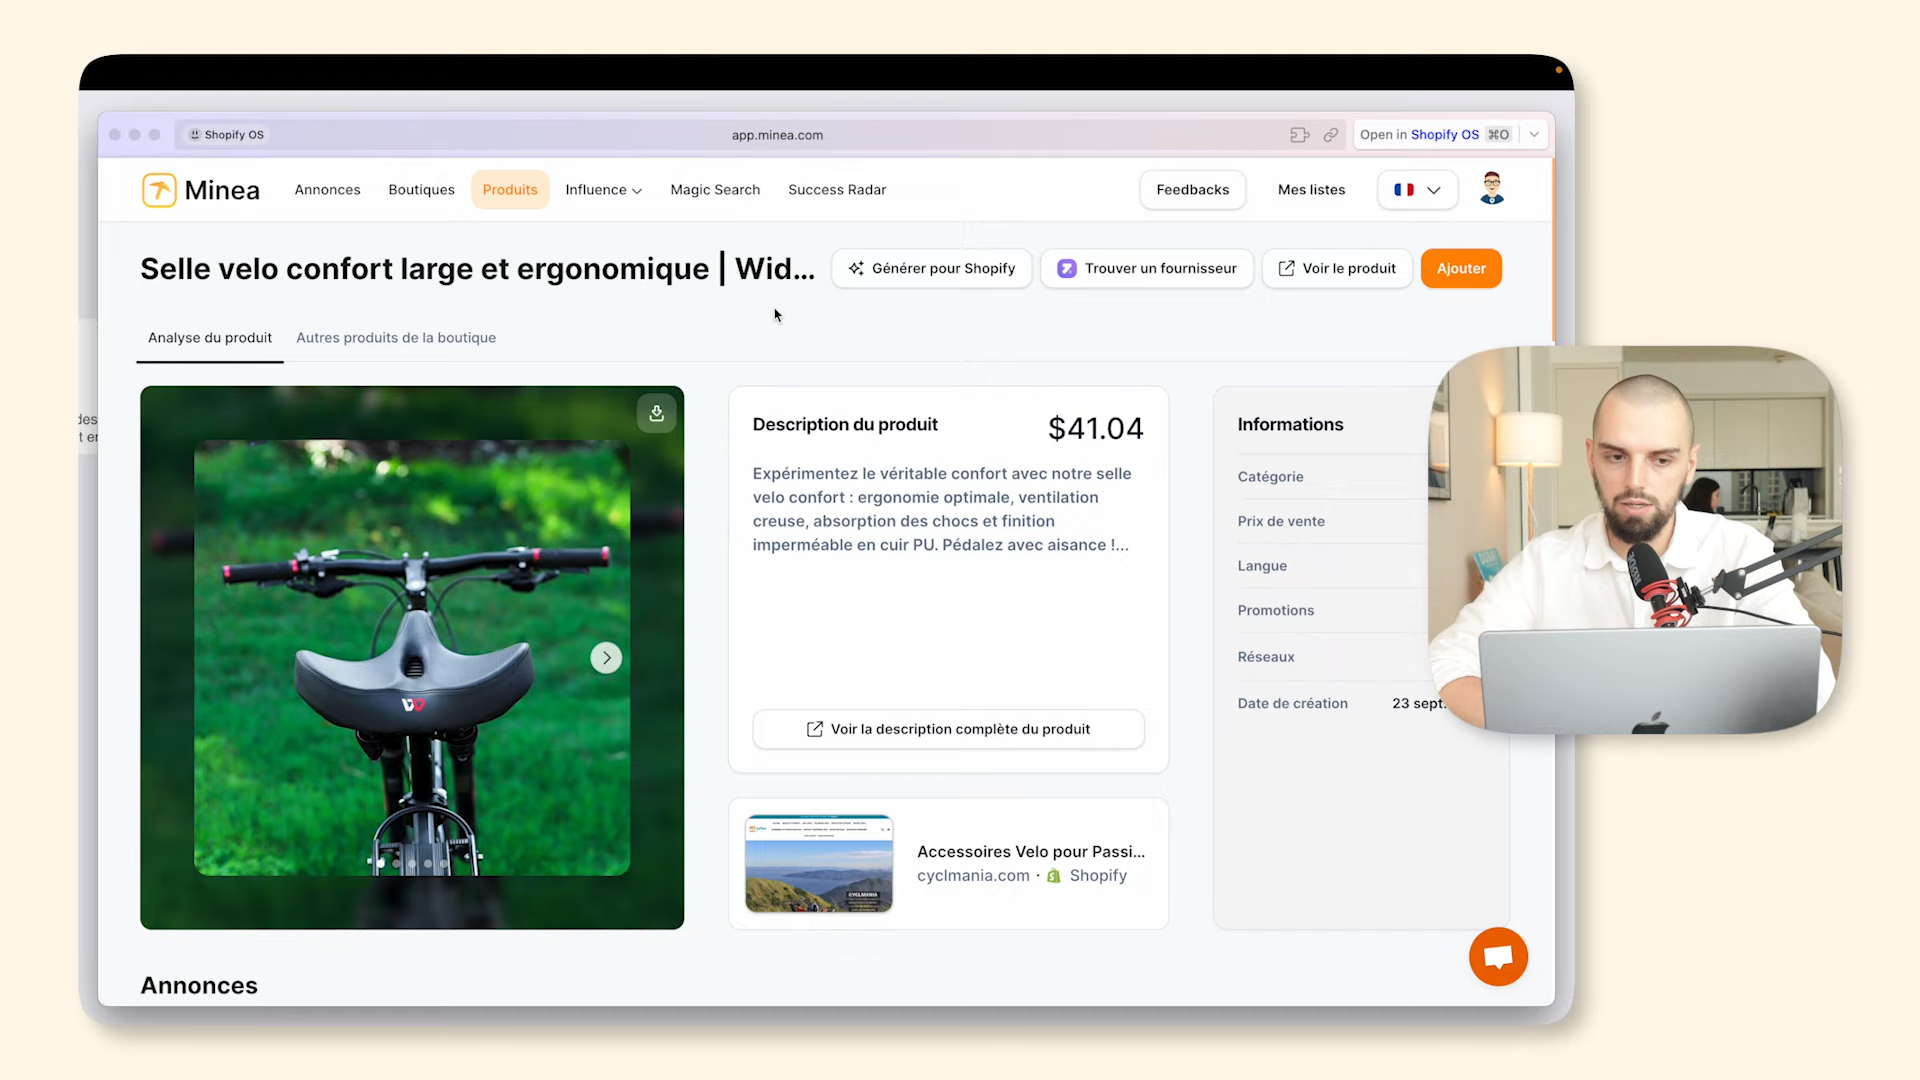 Shopify OS
app.minea.com
Open in Shopify OS ⌘O
Minea
Annonces
Boutiques
Produits
Influence
Magic Search
Success Radar
Feedbacks
Mes listes
Selle velo confort large et ergonomique | Wid...
Générer pour Shopify
Trouver un fournisseur
Voir le produit
Ajouter
Analyse du produit
Autres produits de la boutique
Description du produit
$41.04
Expérimentez le véritable confort avec notre selle
velo confort : ergonomie optimale, ventilation
creuse, absorption des chocs et finition
imperméable en cuir PU. Pédalez avec aisance !...
Voir la description complète du produit
Accessoires Velo pour Passi...
cyclmania.com · Shopify
CYCLMANIA
Informations
Catégorie
Prix de vente
Langue
Promotions
Réseaux
Date de création
23 sept.
Annonces